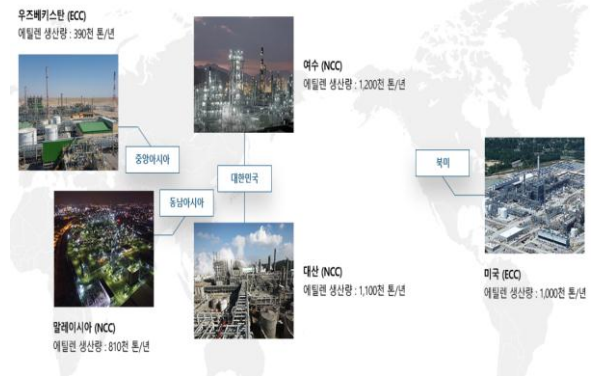 우즈베키스탄 (ECC)
에틸렌 생산량 : 390천 톤/년
여수 (NCC)
에틸렌 생산량 : 1,200천 톤/년
중앙아시아
대한민국
동남아시아
북미
대산 (NCC)
에틸렌 생산량 : 1,100천 톤/년
미국 (ECC)
에틸렌 생산량 : 1,000천 톤/년
말레이시아 (NCC)
에틸렌 생산량 : 810천 톤/년